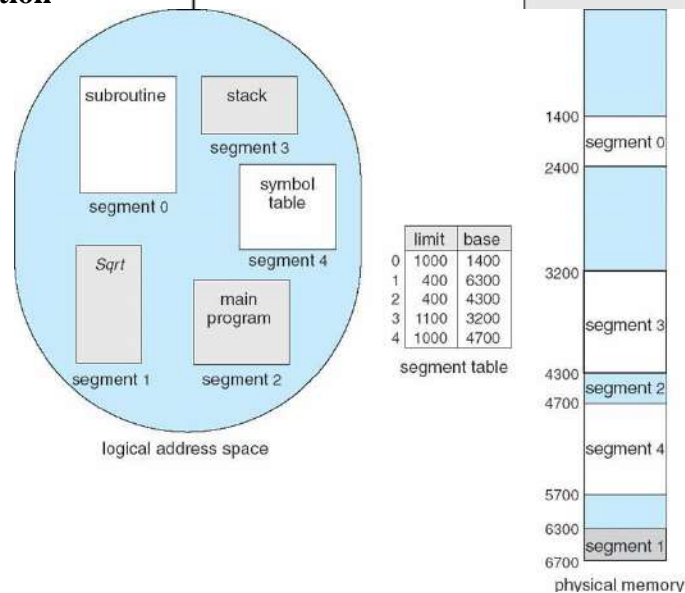 tion
subroutine
segment 0
stack
segment 3
symbol
table
segment 4
Sqrt
segment 1
main
program
segment 2
logical address space
limit base
0 1000 1400
1 400 6300
2 400 4300
3 1100 3200
4 1000 4700
segment table
1400
segment 0
2400
3200
segment 3
4300
segment 2
4700
segment 4
5700
6300
segment 1
6700
physical memory